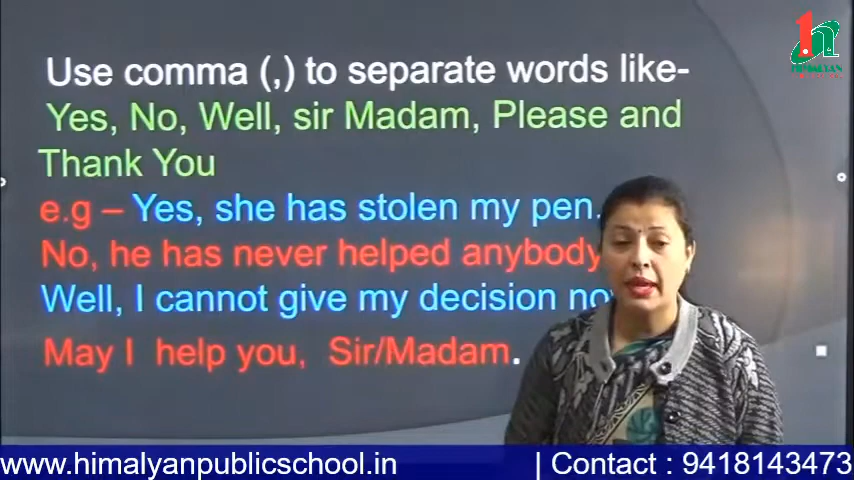 Use comma (,) to separate words like-
Yes, No, Well, sir Madam, Please and
Thank You
e.g – Yes, she has stolen my pen.
No, he has never helped anybody
Well, I cannot give my decision
May I help you, Sir/Madam.
HIMALYAN
www.himalyanpublicschool.in | Contact : 9418143473